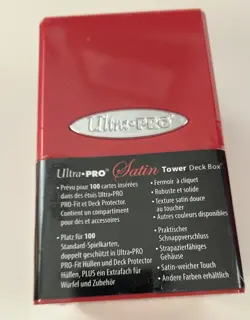 Ultra•PRO
Ultra•PRO® Satin Tower Deck Box™
• Prévu pour 100 cartes insérées
dans des étuis Ultra-PRO
PRO-Fit et Deck Protector.
Contient un compartiment
pour des et accessoires
• Platz für 100
Standard-Spielkarten,
doppelt geschützt in Ultra-PRO
PRO-Fit Hüllen und Deck Protector
Hüllen, PLUS ein Extrafach für
Würfel und Zubehör
• Fermoir à cliquet
• Robuste et solide
• Texture satin douce
au toucher
• Autres couleurs disponibles
• Praktischer
Schnappverschluss
• Strapazierfähiges
Gehäuse
• Satin-weicher Touch
• Andere Farben erhältlich